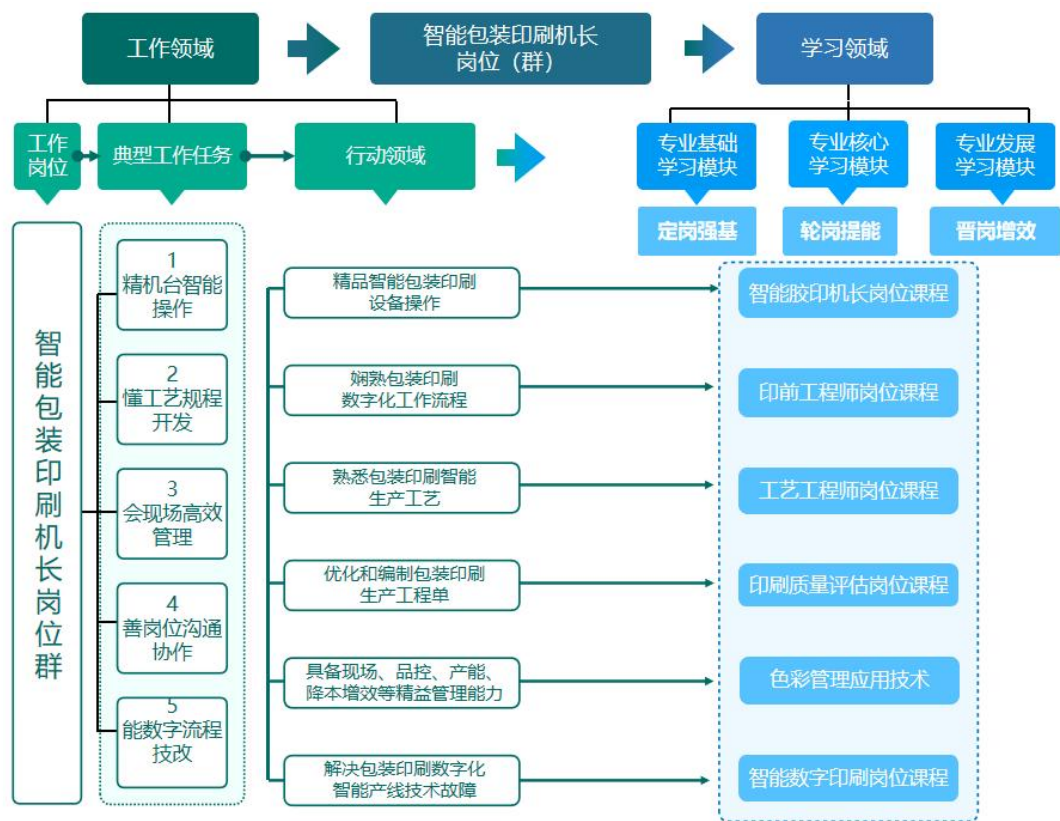 工作领域
智能包装印刷机长
岗位（群）
学习领域
工作
岗位
典型工作任务
行动领域
专业基础
学习模块
专业核心
学习模块
专业发展
学习模块
定岗强基
轮岗提能
晋岗增效
智能包装印刷机长岗位群
1
精机台智能
操作
2
懂工艺规程
开发
3
会现场高效
管理
4
善岗位沟通
协作
5
能数字流程
技改
精品智能包装印刷
设备操作
娴熟包装印刷
数字化工作流程
熟悉包装印刷智能
生产工艺
优化和编制包装印刷
生产工程单
具备现场、品控、产能、
降本增效等精益管理能力
解决包装印刷数字化
智能产线技术故障
智能胶印机长岗位课程
印前工程师岗位课程
工艺工程师岗位课程
印刷质量评估岗位课程
色彩管理应用技术
智能数字印刷岗位课程